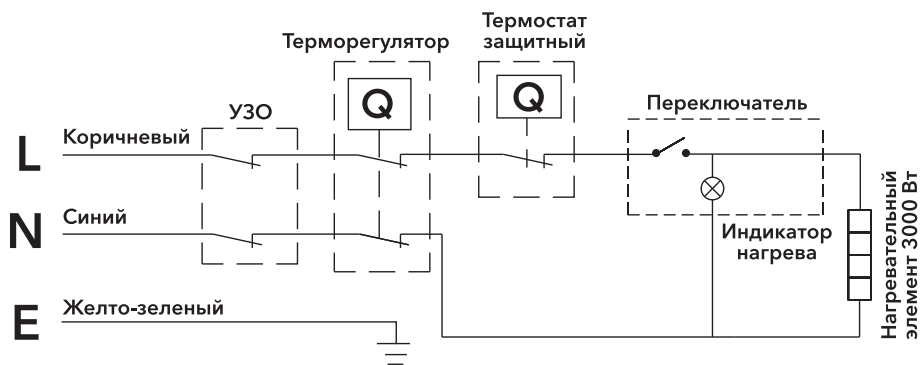 Термостат
защитный
Терморегулятор
Q
Q
УЗО
Переключатель
L
Коричневый
N
Синий
Индикатор
нагрева
Нагревательный
элемент 3000 Вт
E
Желто-зеленый